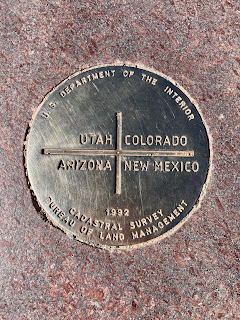 U.S. DEPARTMENT OF THE INTERIOR
UTAH COLORADO
ARIZONA NEW MEXICO
1992
CADASTRAL SURVEY
BUREAU OF LAND MANAGEMENT